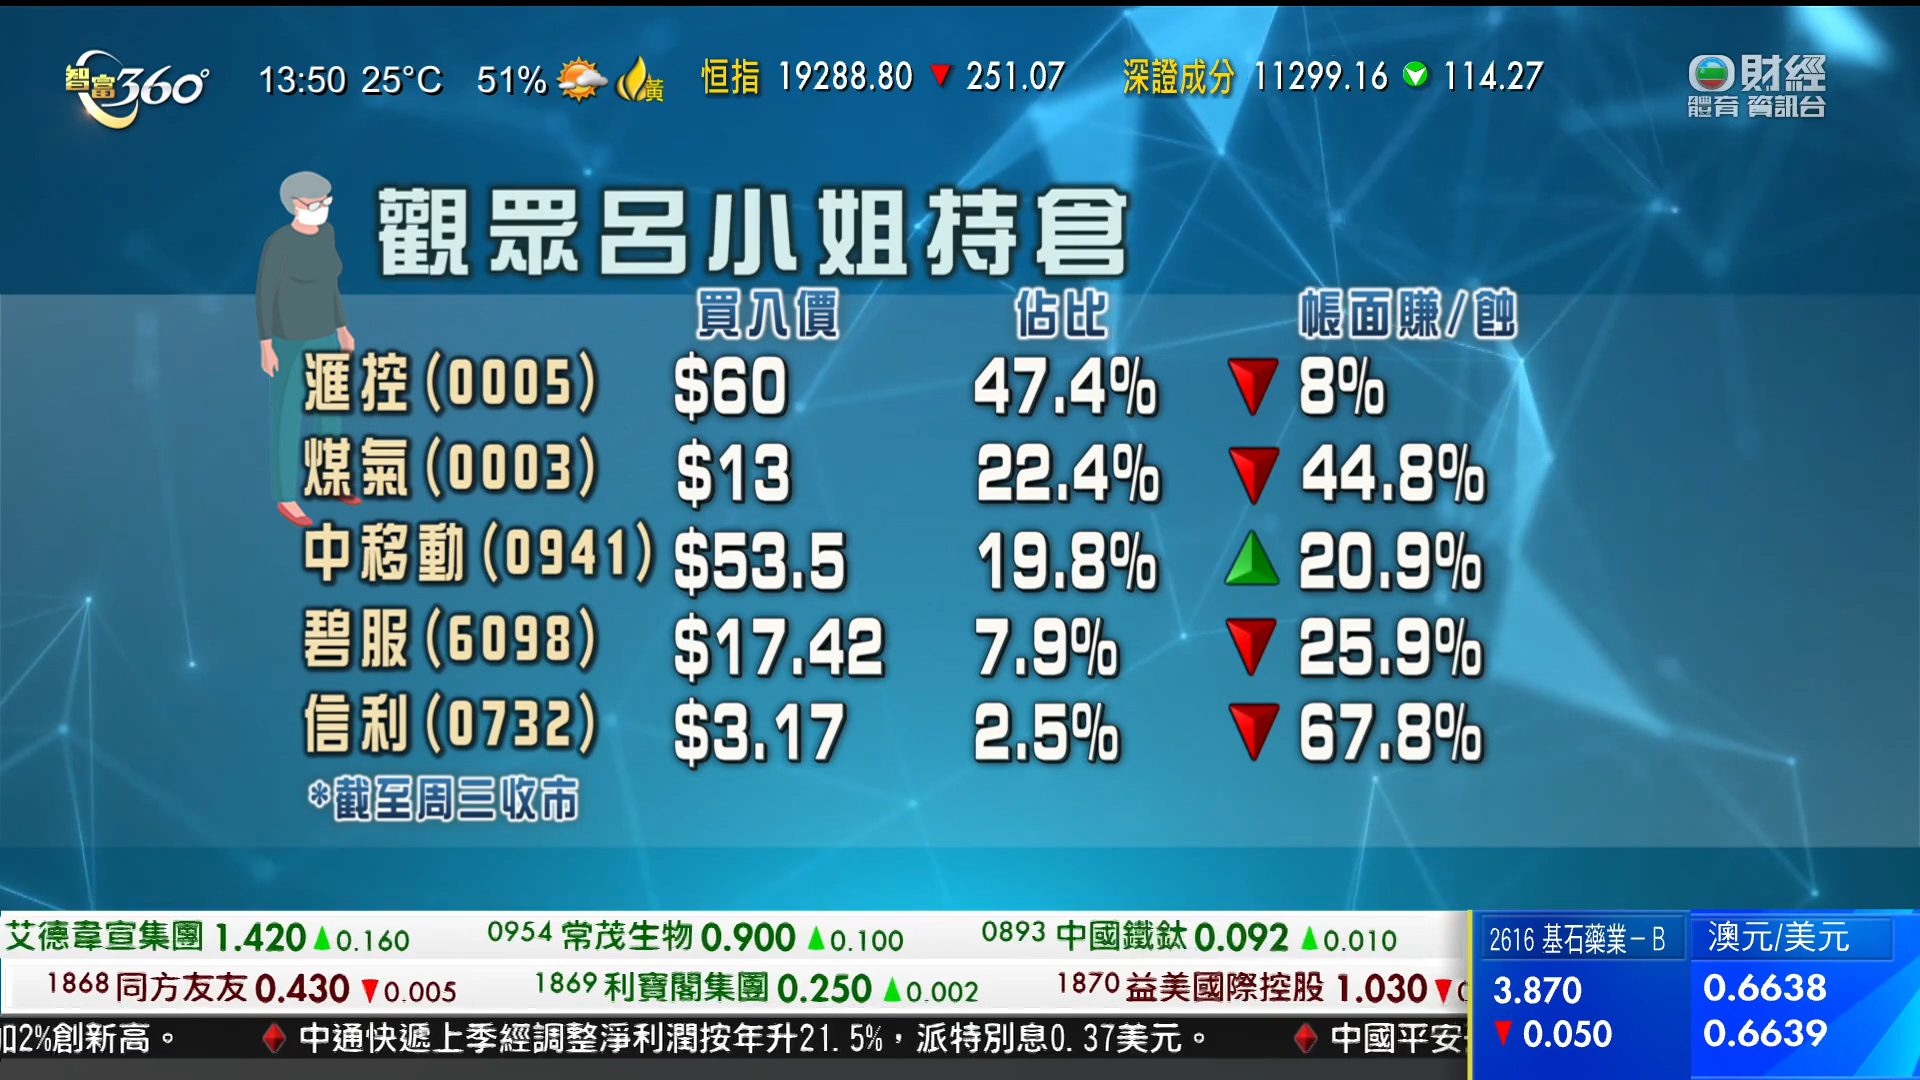 智富360°
13:50 25°C 51% 黃 恒指 19288.80 ▼ 251.07 深證成分 11299.16 114.27
財經
體育 資訊台
觀眾呂小姐持倉
買入價 佔比 帳面賺/蝕
滙控(0005) $60 47.4% ▼ 8%
煤氣(0003) $13 22.4% ▼ 44.8%
中移動(0941) $53.5 19.8% ▲ 20.9%
碧服(6098) $17.42 7.9% ▼ 25.9%
信利(0732) $3.17 2.5% ▼ 67.8%
*截至周三收市
艾德韋宣集團 1.420 ▲ 0.160 0954 常茂生物 0.900 ▲ 0.100 0893 中國鐵鈦 0.092 ▲ 0.010
1868 同方友友 0.430 ▼ 0.005 1869 利寶閣集團 0.250 ▲ 0.002 1870 益美國際控股 1.030 ▼
加2%創新高。 ◆ 中通快遞上季經調整淨利潤按年升21.5%，派特別息0.37美元。 ◆ 中國平安
2616 基石藥業－B
3.870
▼ 0.050
澳元/美元
0.6638
0.6639